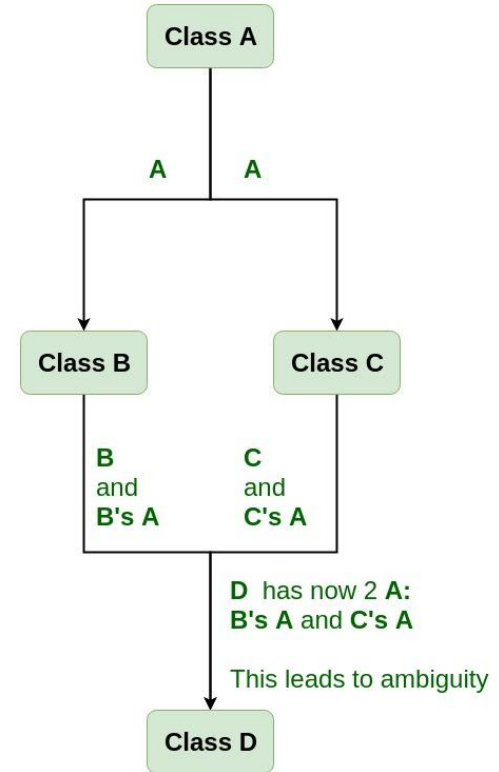 Class A
A
A
Class B
Class C
B
and
B's A
C
and
C's A
D has now 2 A:
B's A and C's A
This leads to ambiguity
Class D